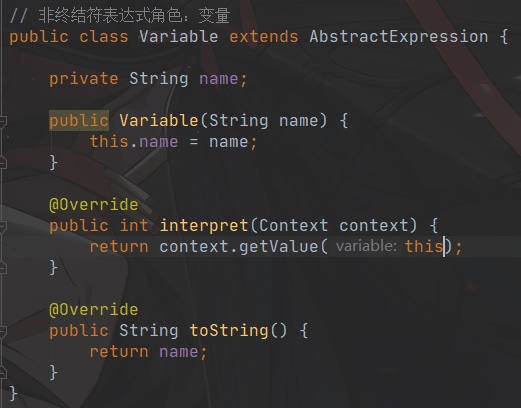 // 非终结符表达式角色：变量
public class Variable extends AbstractExpression {
private String name;
public Variable(String name) {
this.name = name;
}
@Override
public int interpret(Context context) {
return context.getValue( variable: this);
}
@Override
public String toString() {
return name;
}
}